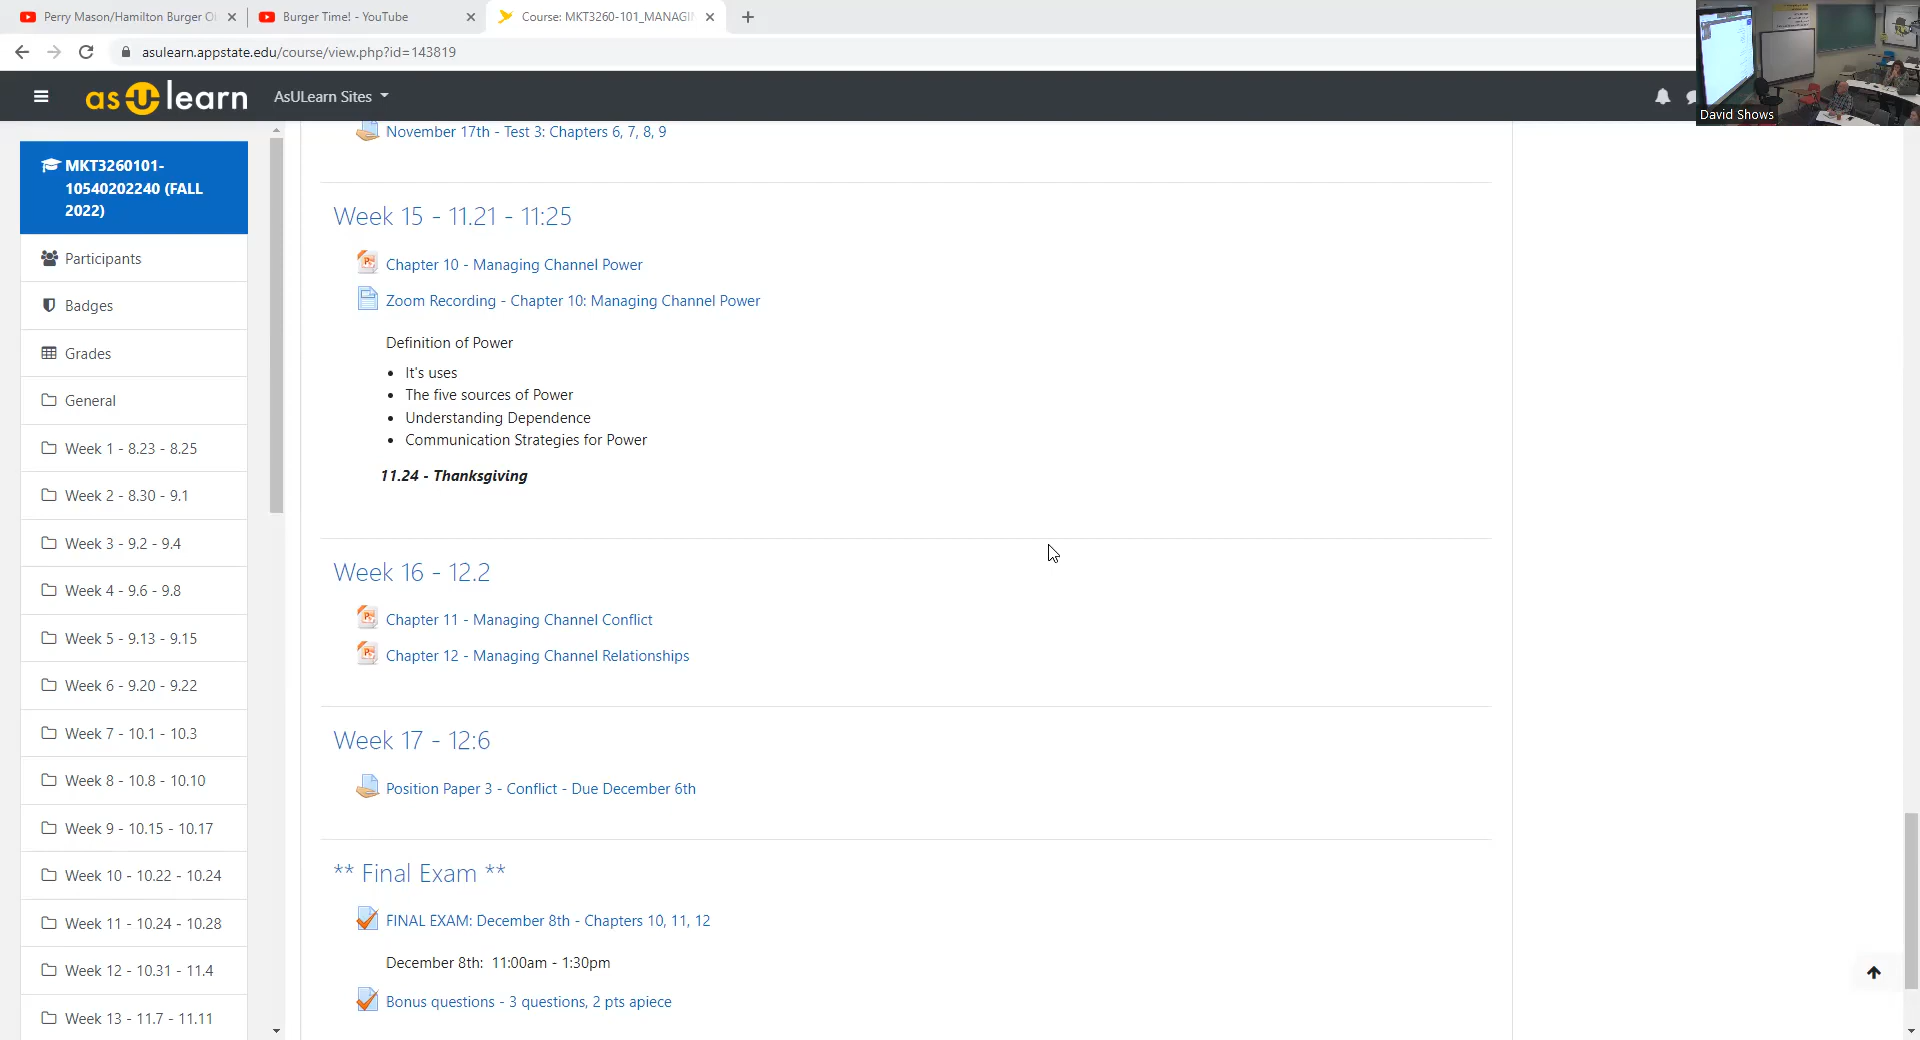 Perry Mason/Hamilton Burger O
Burger Time! - YouTube
Course: MKT3260-101_MANAGI
asulearn.appstate.edu/course/view.php?id=143819
asULearn
AsULearn Sites
David Shows
MKT3260101-
10540202240 (FALL
2022)
Participants
Badges
Grades
General
Week 1 - 8.23 - 8.25
Week 2 - 8.30 - 9.1
Week 3 - 9.2 - 9.4
Week 4 - 9.6 - 9.8
Week 5 - 9.13 - 9.15
Week 6 - 9.20 - 9.22
Week 7 - 10.1 - 10.3
Week 8 - 10.8 - 10.10
Week 9 - 10.15 - 10.17
Week 10 - 10.22 - 10.24
Week 11 - 10.24 - 10.28
Week 12 - 10.31 - 11.4
Week 13 - 11.7 - 11.11
November 17th - Test 3: Chapters 6, 7, 8, 9
Week 15 - 11.21 - 11:25
Chapter 10 - Managing Channel Power
Zoom Recording - Chapter 10: Managing Channel Power
Definition of Power
• It's uses
• The five sources of Power
• Understanding Dependence
• Communication Strategies for Power
11.24 - Thanksgiving
Week 16 - 12.2
Chapter 11 - Managing Channel Conflict
Chapter 12 - Managing Channel Relationships
Week 17 - 12:6
Position Paper 3 - Conflict - Due December 6th
** Final Exam **
FINAL EXAM: December 8th - Chapters 10, 11, 12
December 8th: 11:00am - 1:30pm
Bonus questions - 3 questions, 2 pts apiece